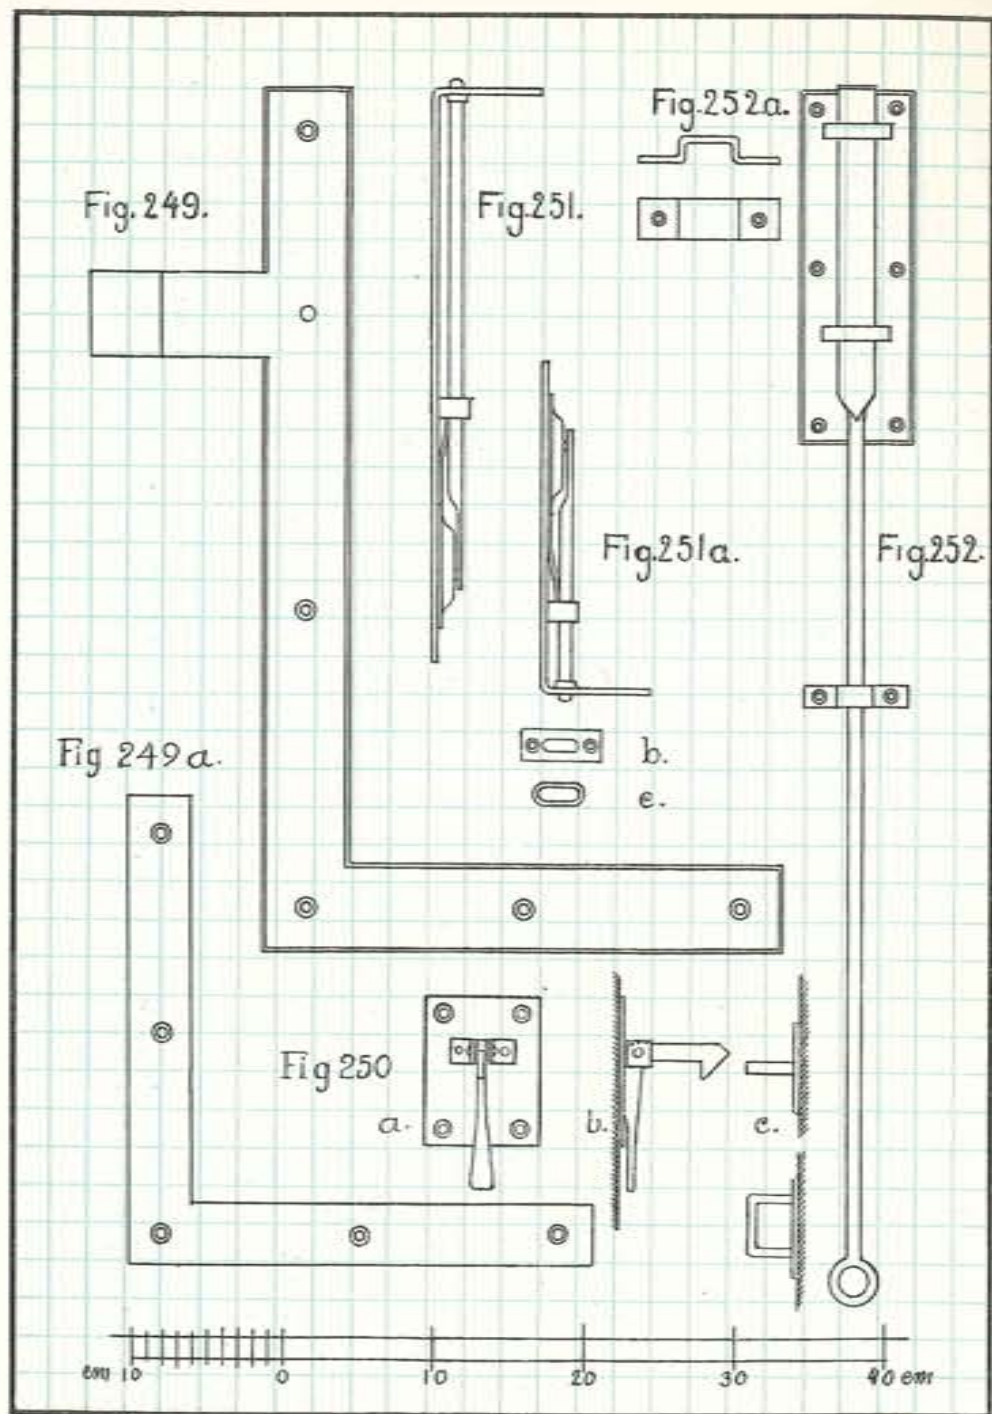 Fig. 252a.
Fig. 249.
Fig. 251.
Fig. 251a.
Fig. 252.
b.
c.
Fig 249a.
Fig 250
a.
b.
c.
cm 10 0 10 20 30 40 cm